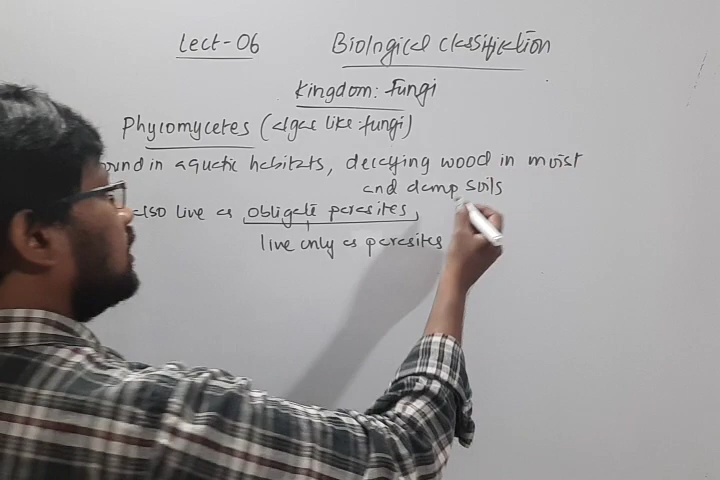 Lect-06
Biological classification
Kingdom: Fungi
Phycomycetes (algae like fungi)
ound in aquatic habitats, decaying wood in moist
and damp soils
also live as obligate parasites,
live only as parasites